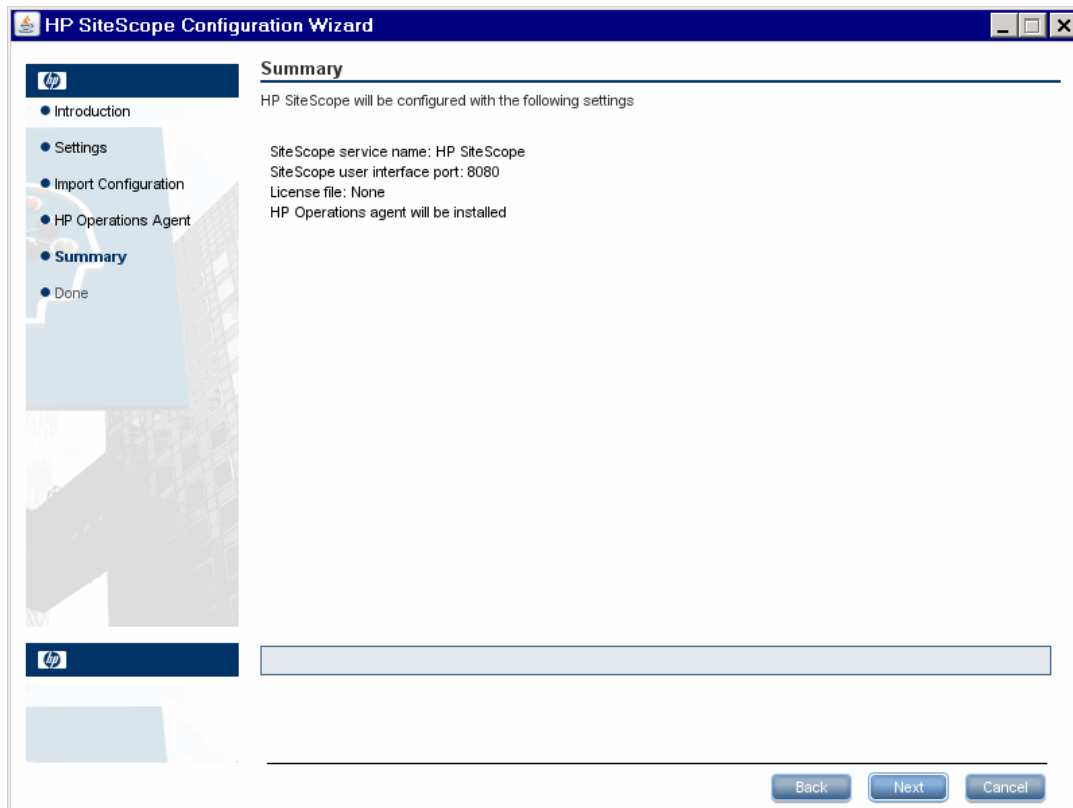 HP SiteScope Configuration Wizard
hp
Introduction
Settings
Import Configuration
HP Operations Agent
Summary
Done
Summary
HP SiteScope will be configured with the following settings
SiteScope service name: HP SiteScope
SiteScope user interface port: 8080
License file: None
HP Operations agent will be installed
hp
Back Next Cancel